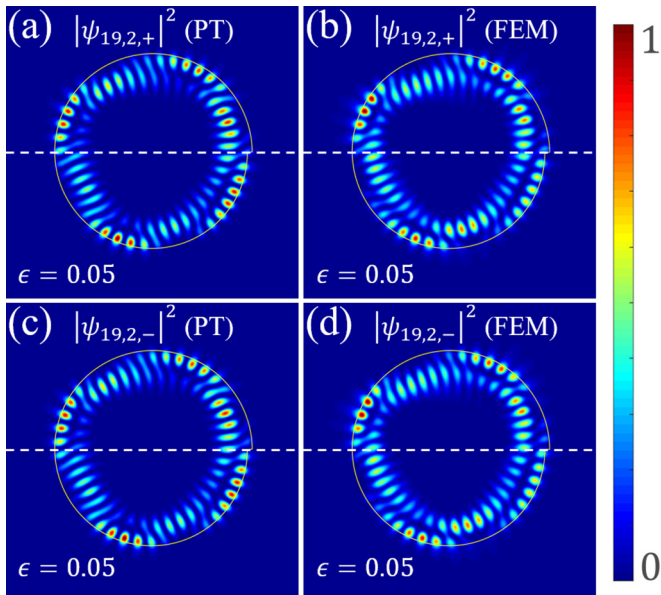 (a) |ψ₁₉,₂,₊|² (PT)
(b) |ψ₁₉,₂,₊|² (FEM)
1
ϵ = 0.05
ϵ = 0.05
(c) |ψ₁₉,₂,₋|² (PT)
(d) |ψ₁₉,₂,₋|² (FEM)
ϵ = 0.05
ϵ = 0.05
0